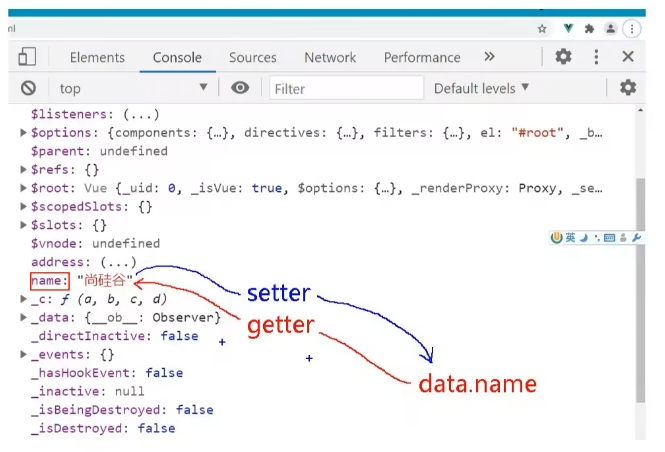 nl
Elements Console Sources Network Performance »
top Filter Default levels ▼
$listeners: (...)
$options: {components: {…}, directives: {…}, filters: {…}, el: "#root", _b…
$parent: undefined
$refs: {}
$root: Vue {_uid: 0, _isVue: true, $options: {…}, _renderProxy: Proxy, _se…
$scopedSlots: {}
$slots: {}
$vnode: undefined
英
address: (...)
name: "尚硅谷"
setter
_c: ƒ (a, b, c, d)
_data: {__ob__: Observer}
getter
_directInactive: false
_events: {}
_hasHookEvent: false
data.name
_inactive: null
_isBeingDestroyed: false
_isDestroyed: false